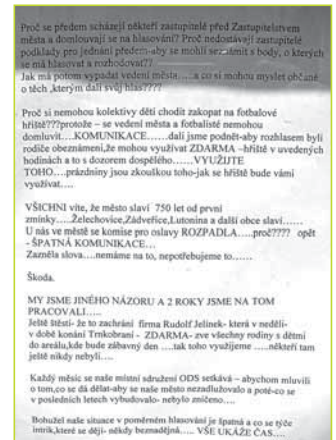 Proč se předem scházejí někteří zastupitelé před Zastupitelstvem
města a domlouvají se na hlasování? Proč nedostávají zastupitelé
podklady pro jednání předem-aby se mohli seznámit s body, o kterých
se má hlasovat a rozhodovat??
Jak má potom vypadat vedení města.....a co si mohou myslet občané
o těch ,kterým dali svůj hlas????
Proč si nemohou kolektivy dětí chodit zakopat na fotbalové
hřiště???protože – se vedení města a fotbalisté nemohou
domluvit....KOMUNIKACE......dali jsme podnět-aby rozhlasem byli
rodiče obeznámeni,že mohou využívat ZDARMA –hřiště v uvedených
hodinách a to s dozorem dospělého......VYUŽIJTE
TOHO....prázdniny jsou zkouškou toho-jak se hřiště bude vámi
využívat....
VŠICHNI víte, že město slaví 750 let od první
zmínky.....Želechovice,Zádveřice,Lutonina a další obce slaví......
U nás ve městě se komise pro oslavy ROZPADLA.....proč???? opět
- ŠPATNÁ KOMUNIKACE...
Zazněla slova....nemáme na to, nepotřebujeme to......
Škoda.
MY JSME JINÉHO NÁZORU A 2 ROKY JSME NA TOM
PRACOVALI.....
Ještě štěstí- že to zachrání firma Rudolf Jelínek- která v neděli-
v době konání Trnkobraní - ZDARMA- zve všechny rodiny s dětmi
do areálu,kde bude zábavný den ....tak toho využijeme .....někteří tam
ještě nikdy nebyli....
Každý měsíc se naše místní sdružení ODS setkává – abychom mluvili
o tom,co se dá dělat-aby se naše město nezadlužovalo a poté-co se
v posledních letech vybudovalo- nebylo zničeno....
Bohužel naše situace v poměrném hlasování je špatná a co se týče
intrik,které se dějí- někdy beznadějná.... VŠE UKÁŽE ČAS....